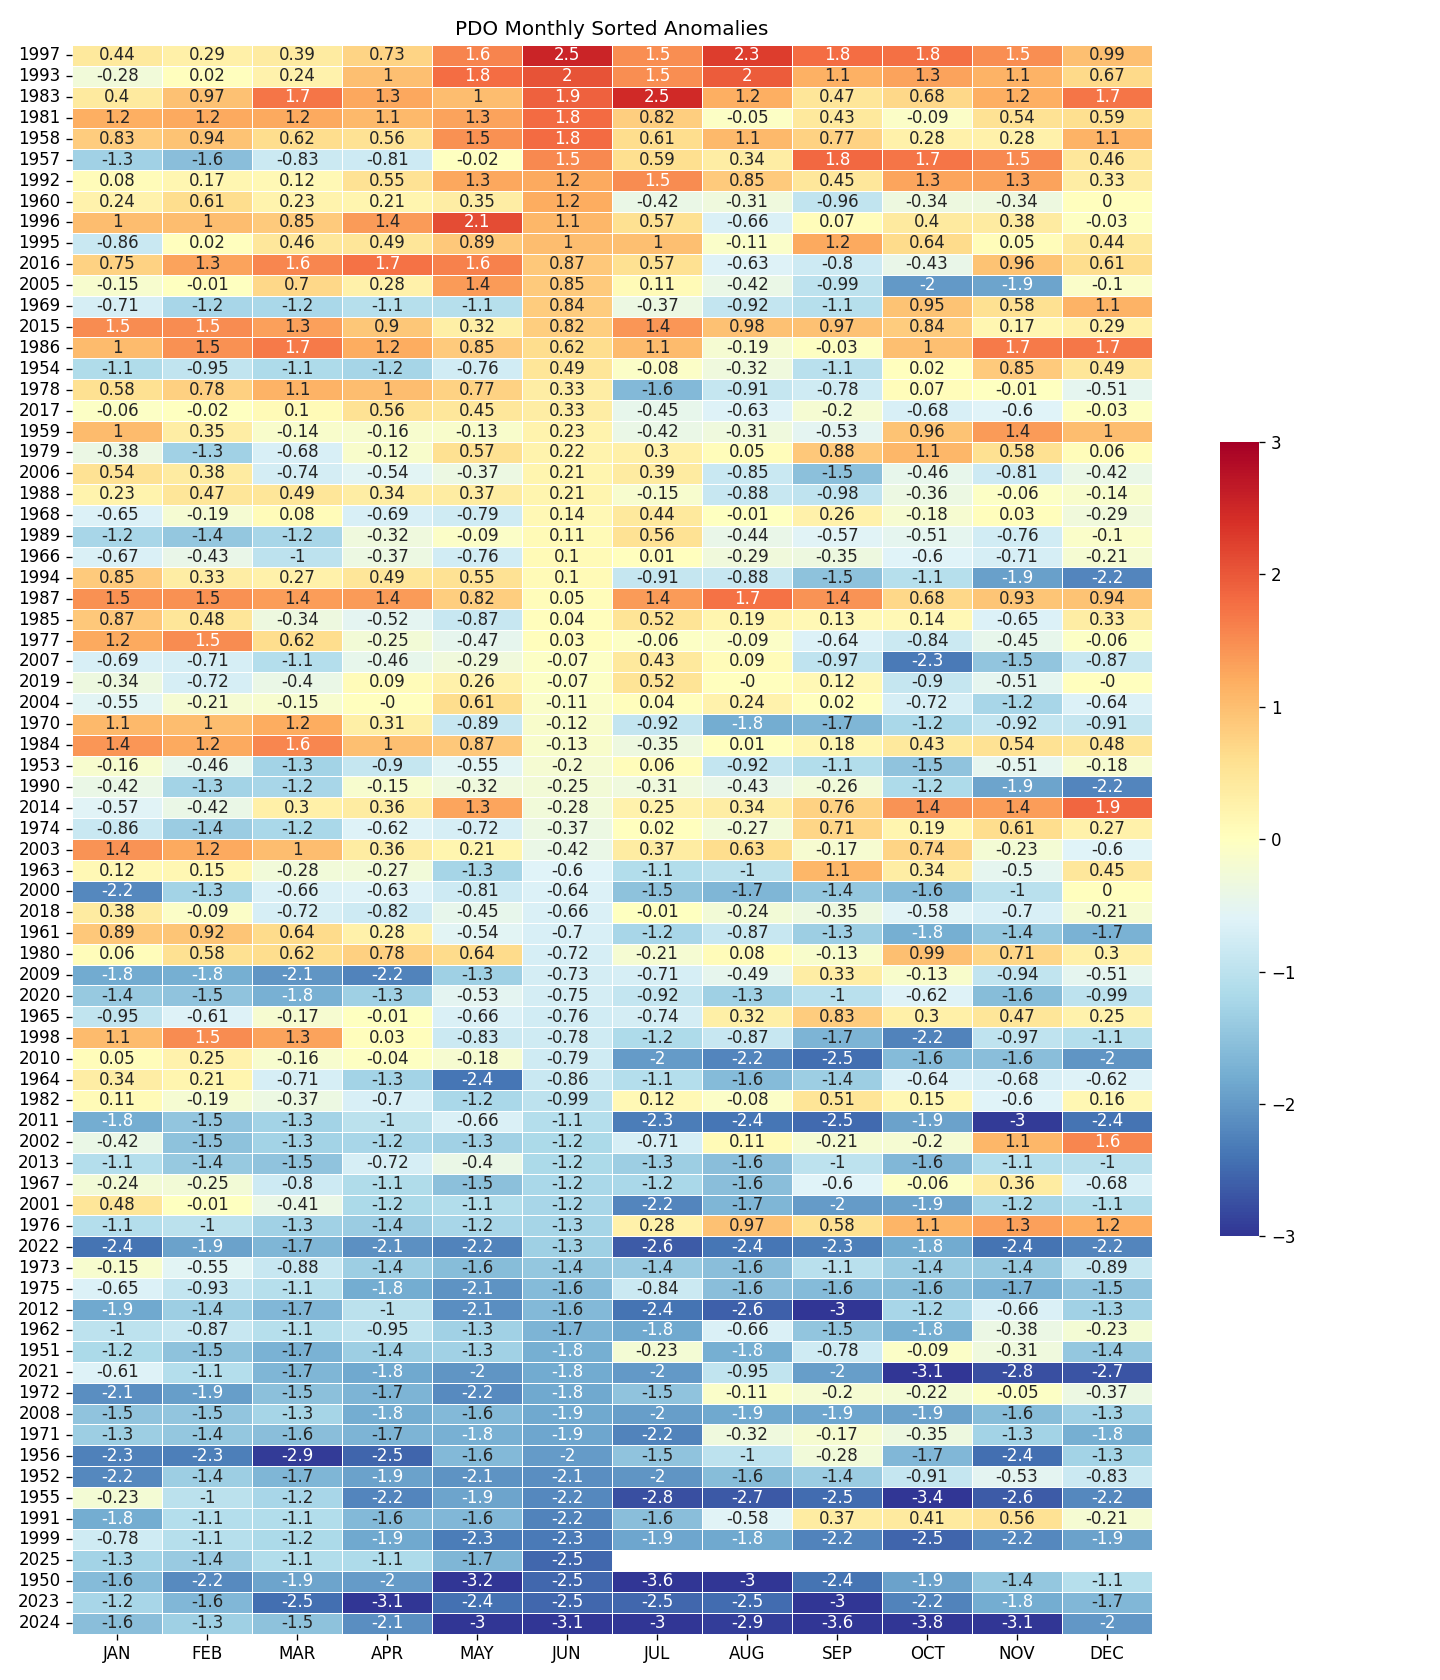 PDO Monthly Sorted Anomalies
1997 0.44 0.29 0.39 0.73 1.6 2.5 1.5 2.3 1.8 1.8 1.5 0.99
1993 -0.28 0.02 0.24 1 1.8 2 1.5 2 1.1 1.3 1.1 0.67
1983 0.4 0.97 1.7 1.3 1 1.9 2.5 1.2 0.47 0.68 1.2 1.7
1981 1.2 1.2 1.2 1.1 1.3 1.8 0.82 -0.05 0.43 -0.09 0.54 0.59
1958 0.83 0.94 0.62 0.56 1.5 1.8 0.61 1.1 0.77 0.28 0.28 1.1
1957 -1.3 -1.6 -0.83 -0.81 -0.02 1.5 0.59 0.34 1.8 1.7 1.5 0.46
1992 0.08 0.17 0.12 0.55 1.3 1.2 1.5 0.85 0.45 1.3 1.3 0.33
1960 0.24 0.61 0.23 0.21 0.35 1.2 -0.42 -0.31 -0.96 -0.34 -0.34 0
1996 1 1 0.85 1.4 2.1 1.1 0.57 -0.66 0.07 0.4 0.38 -0.03
1995 -0.86 0.02 0.46 0.49 0.89 1 1 -0.11 1.2 0.64 0.05 0.44
2016 0.75 1.3 1.6 1.7 1.6 0.87 0.57 -0.63 -0.8 -0.43 0.96 0.61
2005 -0.15 -0.01 0.7 0.28 1.4 0.85 0.11 -0.42 -0.99 -2 -1.9 -0.1
1969 -0.71 -1.2 -1.2 -1.1 -1.1 0.84 -0.37 -0.92 -1.1 0.95 0.58 1.1
2015 1.5 1.5 1.3 0.9 0.32 0.82 1.4 0.98 0.97 0.84 0.17 0.29
1986 1 1.5 1.7 1.2 0.85 0.62 1.1 -0.19 -0.03 1 1.7 1.7
1954 -1.1 -0.95 -1.1 -1.2 -0.76 0.49 -0.08 -0.32 -1.1 0.02 0.85 0.49
1978 0.58 0.78 1.1 1 0.77 0.33 -1.6 -0.91 -0.78 0.07 -0.01 -0.51
2017 -0.06 -0.02 0.1 0.56 0.45 0.33 -0.45 -0.63 -0.2 -0.68 -0.6 -0.03
1959 1 0.35 -0.14 -0.16 -0.13 0.23 -0.42 -0.31 -0.53 0.96 1.4 1
1979 -0.38 -1.3 -0.68 -0.12 0.57 0.22 0.3 0.05 0.88 1.1 0.58 0.06
2006 0.54 0.38 -0.74 -0.54 -0.37 0.21 0.39 -0.85 -1.5 -0.46 -0.81 -0.42
1988 0.23 0.47 0.49 0.34 0.37 0.21 -0.15 -0.88 -0.98 -0.36 -0.06 -0.14
1968 -0.65 -0.19 0.08 -0.69 -0.79 0.14 0.44 -0.01 0.26 -0.18 0.03 -0.29
1989 -1.2 -1.4 -1.2 -0.32 -0.09 0.11 0.56 -0.44 -0.57 -0.51 -0.76 -0.1
1966 -0.67 -0.43 -1 -0.37 -0.76 0.1 0.01 -0.29 -0.35 -0.6 -0.71 -0.21
1994 0.85 0.33 0.27 0.49 0.55 0.1 -0.91 -0.88 -1.5 -1.1 -1.9 -2.2
1987 1.5 1.5 1.4 1.4 0.82 0.05 1.4 1.7 1.4 0.68 0.93 0.94
1985 0.87 0.48 -0.34 -0.52 -0.87 0.04 0.52 0.19 0.13 0.14 -0.65 0.33
1977 1.2 1.5 0.62 -0.25 -0.47 0.03 -0.06 -0.09 -0.64 -0.84 -0.45 -0.06
2007 -0.69 -0.71 -1.1 -0.46 -0.29 -0.07 0.43 0.09 -0.97 -2.3 -1.5 -0.87
2019 -0.34 -0.72 -0.4 0.09 0.26 -0.07 0.52 -0 0.12 -0.9 -0.51 -0
2004 -0.55 -0.21 -0.15 -0 0.61 -0.11 0.04 0.24 0.02 -0.72 -1.2 -0.64
1970 1.1 1 1.2 0.31 -0.89 -0.12 -0.92 -1.8 -1.7 -1.2 -0.92 -0.91
1984 1.4 1.2 1.6 1 0.87 -0.13 -0.35 0.01 0.18 0.43 0.54 0.48
1953 -0.16 -0.46 -1.3 -0.9 -0.55 -0.2 0.06 -0.92 -1.1 -1.5 -0.51 -0.18
1990 -0.42 -1.3 -1.2 -0.15 -0.32 -0.25 -0.31 -0.43 -0.26 -1.2 -1.9 -2.2
2014 -0.57 -0.42 0.3 0.36 1.3 -0.28 0.25 0.34 0.76 1.4 1.4 1.9
1974 -0.86 -1.4 -1.2 -0.62 -0.72 -0.37 0.02 -0.27 0.71 0.19 0.61 0.27
2003 1.4 1.2 1 0.36 0.21 -0.42 0.37 0.63 -0.17 0.74 -0.23 -0.6
1963 0.12 0.15 -0.28 -0.27 -1.3 -0.6 -1.1 -1 1.1 0.34 -0.5 0.45
2000 -2.2 -1.3 -0.66 -0.63 -0.81 -0.64 -1.5 -1.7 -1.4 -1.6 -1 0
2018 0.38 -0.09 -0.72 -0.82 -0.45 -0.66 -0.01 -0.24 -0.35 -0.58 -0.7 -0.21
1961 0.89 0.92 0.64 0.28 -0.54 -0.7 -1.2 -0.87 -1.3 -1.8 -1.4 -1.7
1980 0.06 0.58 0.62 0.78 0.64 -0.72 -0.21 0.08 -0.13 0.99 0.71 0.3
2009 -1.8 -1.8 -2.1 -2.2 -1.3 -0.73 -0.71 -0.49 0.33 -0.13 -0.94 -0.51
2020 -1.4 -1.5 -1.8 -1.3 -0.53 -0.75 -0.92 -1.3 -1 -0.62 -1.6 -0.99
1965 -0.95 -0.61 -0.17 -0.01 -0.66 -0.76 -0.74 0.32 0.83 0.3 0.47 0.25
1998 1.1 1.5 1.3 0.03 -0.83 -0.78 -1.2 -0.87 -1.7 -2.2 -0.97 -1.1
2010 0.05 0.25 -0.16 -0.04 -0.18 -0.79 -2 -2.2 -2.5 -1.6 -1.6 -2
1964 0.34 0.21 -0.71 -1.3 -2.4 -0.86 -1.1 -1.6 -1.4 -0.64 -0.68 -0.62
1982 0.11 -0.19 -0.37 -0.7 -1.2 -0.99 0.12 -0.08 0.51 0.15 -0.6 0.16
2011 -1.8 -1.5 -1.3 -1 -0.66 -1.1 -2.3 -2.4 -2.5 -1.9 -3 -2.4
2002 -0.42 -1.5 -1.3 -1.2 -1.3 -1.2 -0.71 0.11 -0.21 -0.2 1.1 1.6
2013 -1.1 -1.4 -1.5 -0.72 -0.4 -1.2 -1.3 -1.6 -1 -1.6 -1.1 -1
1967 -0.24 -0.25 -0.8 -1.1 -1.5 -1.2 -1.2 -1.6 -0.6 -0.06 0.36 -0.68
2001 0.48 -0.01 -0.41 -1.2 -1.1 -1.2 -2.2 -1.7 -2 -1.9 -1.2 -1.1
1976 -1.1 -1 -1.3 -1.4 -1.2 -1.3 0.28 0.97 0.58 1.1 1.3 1.2
2022 -2.4 -1.9 -1.7 -2.1 -2.2 -1.3 -2.6 -2.4 -2.3 -1.8 -2.4 -2.2
1973 -0.15 -0.55 -0.88 -1.4 -1.6 -1.4 -1.4 -1.6 -1.1 -1.4 -1.4 -0.89
1975 -0.65 -0.93 -1.1 -1.8 -2.1 -1.6 -0.84 -1.6 -1.6 -1.6 -1.7 -1.5
2012 -1.9 -1.4 -1.7 -1 -2.1 -1.6 -2.4 -2.6 -3 -1.2 -0.66 -1.3
1962 -1 -0.87 -1.1 -0.95 -1.3 -1.7 -1.8 -0.66 -1.5 -1.8 -0.38 -0.23
1951 -1.2 -1.5 -1.7 -1.4 -1.3 -1.8 -0.23 -1.8 -0.78 -0.09 -0.31 -1.4
2021 -0.61 -1.1 -1.7 -1.8 -2 -1.8 -2 -0.95 -2 -3.1 -2.8 -2.7
1972 -2.1 -1.9 -1.5 -1.7 -2.2 -1.8 -1.5 -0.11 -0.2 -0.22 -0.05 -0.37
2008 -1.5 -1.5 -1.3 -1.8 -1.6 -1.9 -2 -1.9 -1.9 -1.9 -1.6 -1.3
1971 -1.3 -1.4 -1.6 -1.7 -1.8 -1.9 -2.2 -0.32 -0.17 -0.35 -1.3 -1.8
1956 -2.3 -2.3 -2.9 -2.5 -1.6 -2 -1.5 -1 -0.28 -1.7 -2.4 -1.3
1952 -2.2 -1.4 -1.7 -1.9 -2.1 -2.1 -2 -1.6 -1.4 -0.91 -0.53 -0.83
1955 -0.23 -1 -1.2 -2.2 -1.9 -2.2 -2.8 -2.7 -2.5 -3.4 -2.6 -2.2
1991 -1.8 -1.1 -1.1 -1.6 -1.6 -2.2 -1.6 -0.58 0.37 0.41 0.56 -0.21
1999 -0.78 -1.1 -1.2 -1.9 -2.3 -2.3 -1.9 -1.8 -2.2 -2.5 -2.2 -1.9
2025 -1.3 -1.4 -1.1 -1.1 -1.7 -2.5
1950 -1.6 -2.2 -1.9 -2 -3.2 -2.5 -3.6 -3 -2.4 -1.9 -1.4 -1.1
2023 -1.2 -1.6 -2.5 -3.1 -2.4 -2.5 -2.5 -2.5 -3 -2.2 -1.8 -1.7
2024 -1.6 -1.3 -1.5 -2.1 -3 -3.1 -3 -2.9 -3.6 -3.8 -3.1 -2
JAN FEB MAR APR MAY JUN JUL AUG SEP OCT NOV DEC
3
2
1
0
−1
−2
−3